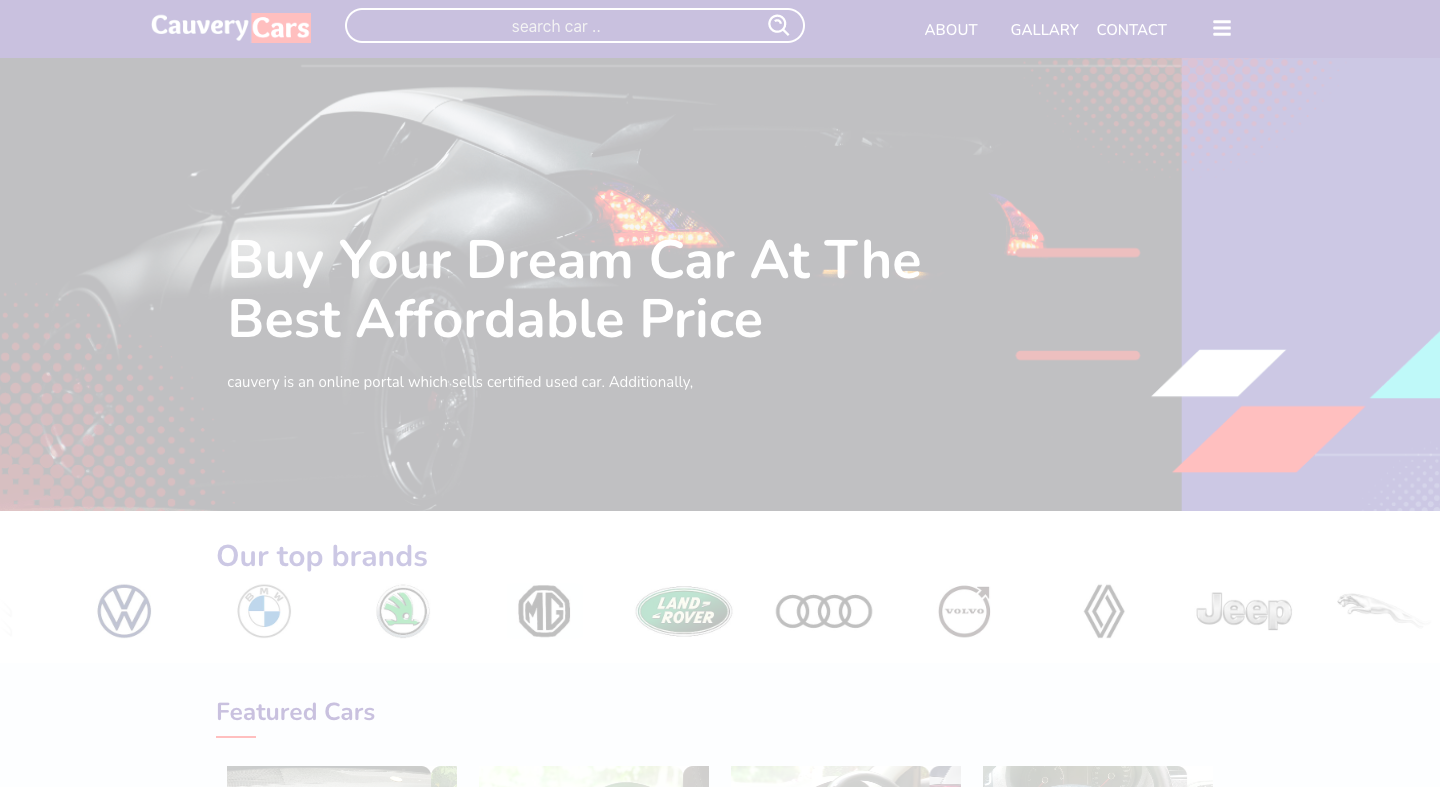 Cauvery Cars
search car ..
ABOUT
GALLARY
CONTACT
Buy Your Dream Car At The
Best Affordable Price
cauvery is an online portal which sells certified used car. Additionally,
Our top brands
BMW
MG
LAND-
ROVER
VOLVO
Jeep
Featured Cars